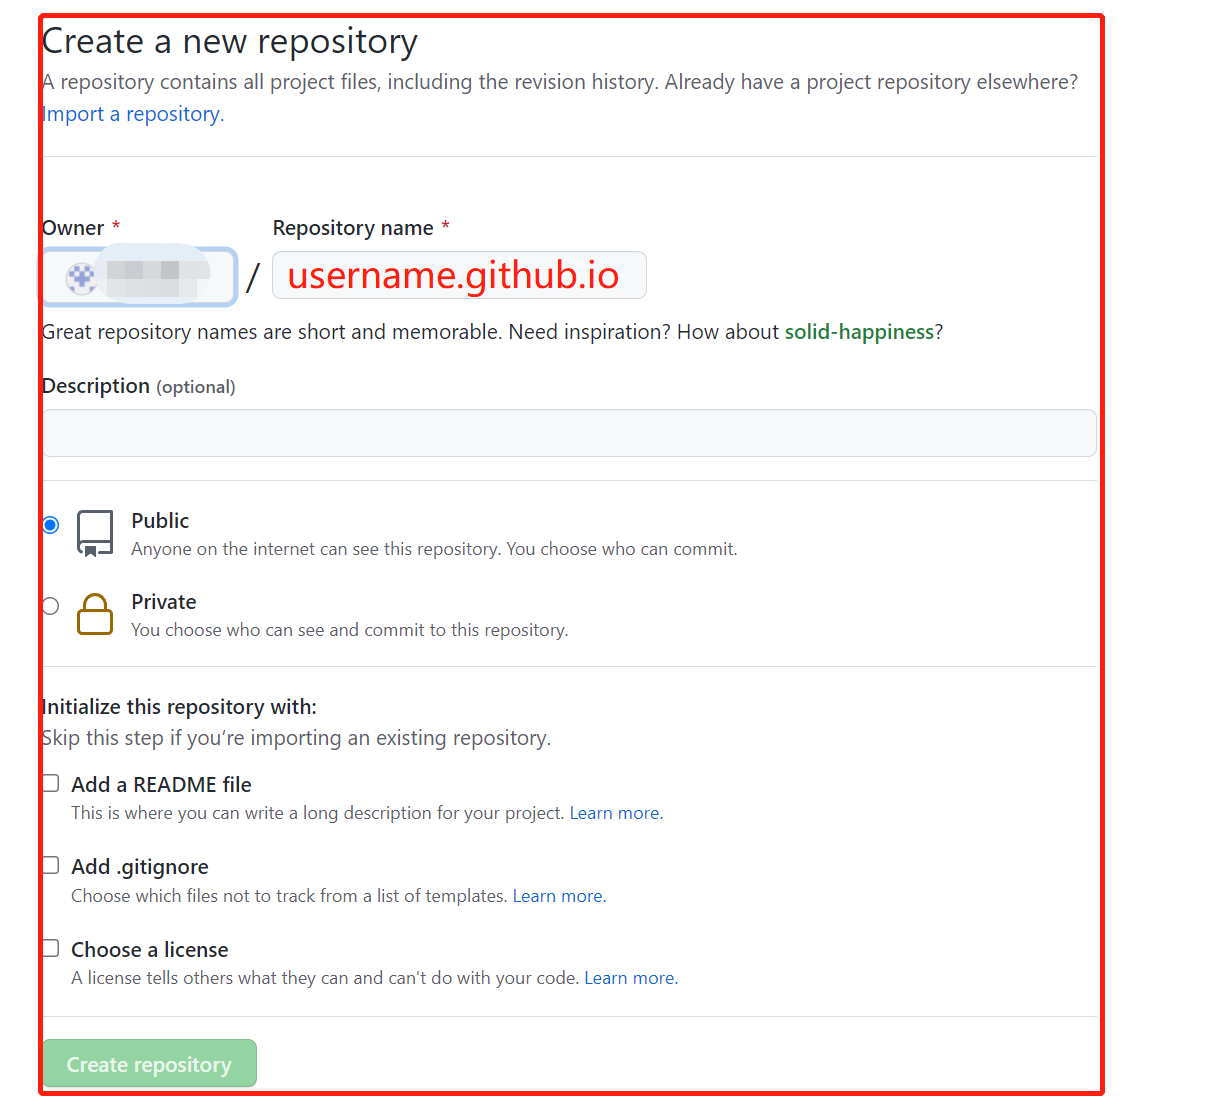 Create a new repository
A repository contains all project files, including the revision history. Already have a project repository elsewhere?
Import a repository.
Owner * Repository name *
/ username.github.io
Great repository names are short and memorable. Need inspiration? How about solid-happiness?
Description (optional)
Public
Anyone on the internet can see this repository. You choose who can commit.
Private
You choose who can see and commit to this repository.
Initialize this repository with:
Skip this step if you’re importing an existing repository.
Add a README file
This is where you can write a long description for your project. Learn more.
Add .gitignore
Choose which files not to track from a list of templates. Learn more.
Choose a license
A license tells others what they can and can't do with your code. Learn more.
Create repository